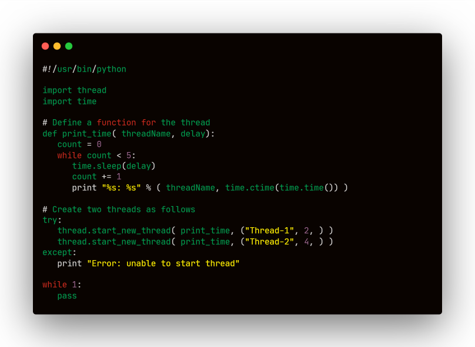 #!/usr/bin/python
import thread
import time
# Define a function for the thread
def print_time( threadName, delay):
   count = 0
   while count < 5:
      time.sleep(delay)
      count += 1
      print "%s: %s" % ( threadName, time.ctime(time.time()) )
# Create two threads as follows
try:
   thread.start_new_thread( print_time, ("Thread-1", 2, ) )
   thread.start_new_thread( print_time, ("Thread-2", 4, ) )
except:
   print "Error: unable to start thread"
while 1:
   pass